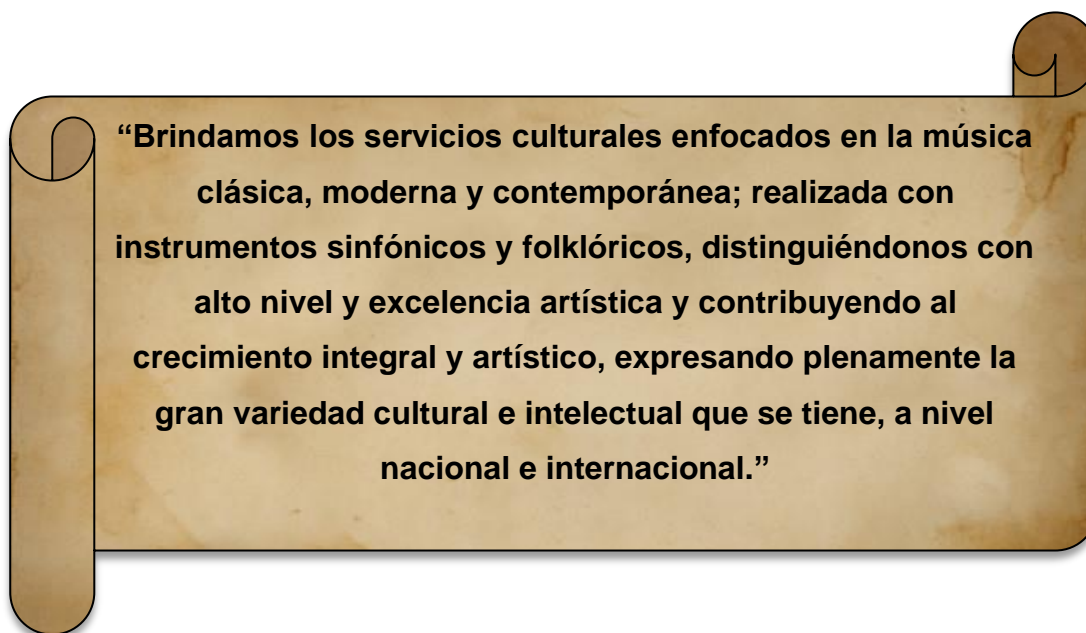 “Brindamos los servicios culturales enfocados en la música
clásica, moderna y contemporánea; realizada con
instrumentos sinfónicos y folklóricos, distinguiéndonos con
alto nivel y excelencia artística y contribuyendo al
crecimiento integral y artístico, expresando plenamente la
gran variedad cultural e intelectual que se tiene, a nivel
nacional e internacional.”